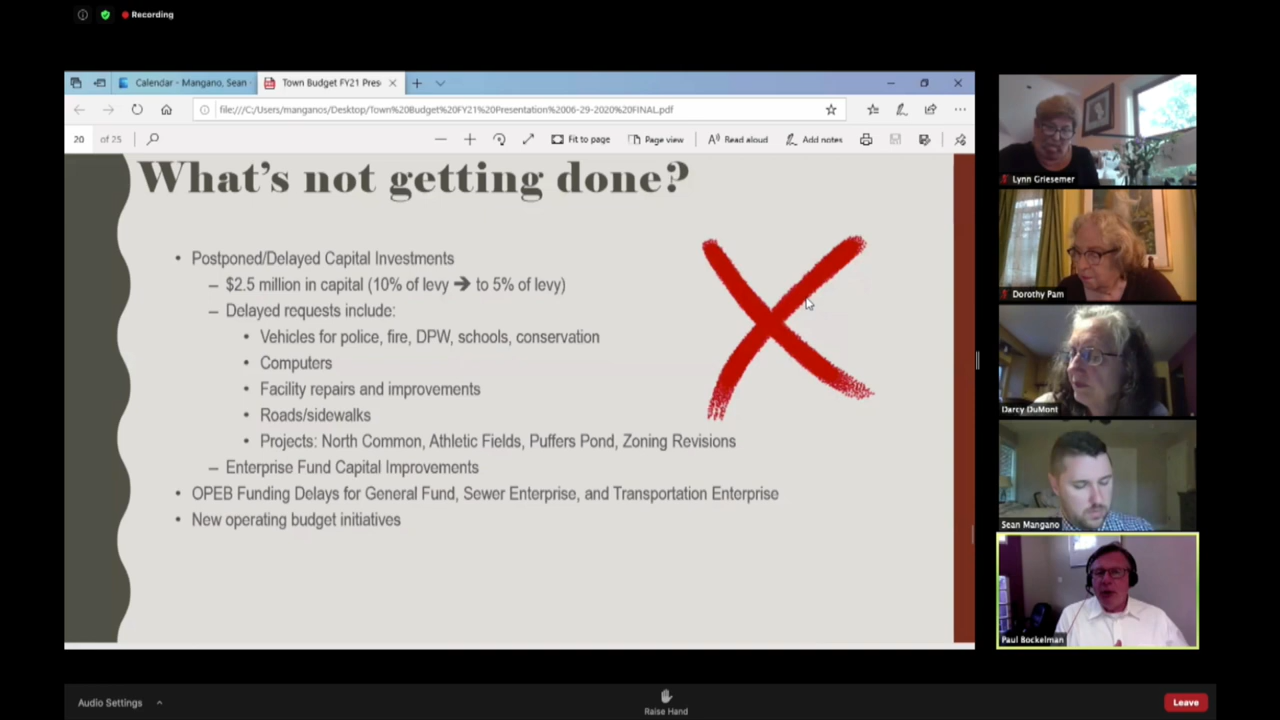 Recording
Calendar - Mangano, Sean
Town Budget FY21 Pres
file:///C:/Users/manganos/Desktop/Town%20Budget%20FY21%20Presentation%2006-29-2020%20FINAL.pdf
20 of 25
Fit to page
Page view
Read aloud
Add notes
What's not getting done?
• Postponed/Delayed Capital Investments
– $2.5 million in capital (10% of levy ➔ to 5% of levy)
– Delayed requests include:
• Vehicles for police, fire, DPW, schools, conservation
• Computers
• Facility repairs and improvements
• Roads/sidewalks
• Projects: North Common, Athletic Fields, Puffers Pond, Zoning Revisions
– Enterprise Fund Capital Improvements
• OPEB Funding Delays for General Fund, Sewer Enterprise, and Transportation Enterprise
• New operating budget initiatives
Lynn Griesemer
Dorothy Pam
Darcy DuMont
Sean Mangano
Paul Bockelman
Audio Settings
Raise Hand
Leave